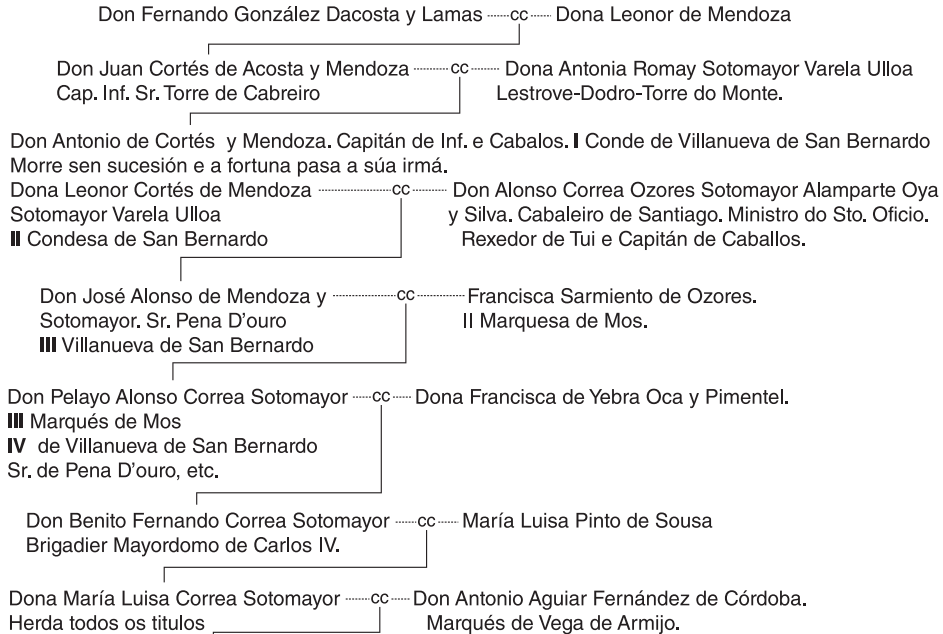 Don Fernando González Dacosta y Lamas ........cc....... Dona Leonor de Mendoza
Don Juan Cortés de Acosta y Mendoza ........... cc ......... Dona Antonia Romay Sotomayor Varela Ulloa
Cap. Inf. Sr. Torre de Cabreiro Lestrove-Dodro-Torre do Monte.
Don Antonio de Cortés y Mendoza. Capitán de Inf. e Cabalos. I Conde de Villanueva de San Bernardo
Morre sen sucesión e a fortuna pasa a súa irmá.
Dona Leonor Cortés de Mendoza ........................cc........... Don Alonso Correa Ozores Sotomayor Alamparte Oya
Sotomayor Varela Ulloa y Silva. Cabaleiro de Santiago. Ministro do Sto. Oficio.
II Condesa de San Bernardo Rexedor de Tui e Capitán de Caballos.
Don José Alonso de Mendoza y ....................cc............... Francisca Sarmiento de Ozores.
Sotomayor. Sr. Pena D'ouro II Marquesa de Mos.
III Villanueva de San Bernardo
Don Pelayo Alonso Correa Sotomayor ......cc...... Dona Francisca de Yebra Oca y Pimentel.
III Marqués de Mos
IV de Villanueva de San Bernardo
Sr. de Pena D'ouro, etc.
Don Benito Fernando Correa Sotomayor .......cc...... María Luisa Pinto de Sousa
Brigadier Mayordomo de Carlos IV.
Dona María Luisa Correa Sotomayor .......cc..... Don Antonio Aguiar Fernández de Córdoba.
Herda todos os titulos Marqués de Vega de Armijo.